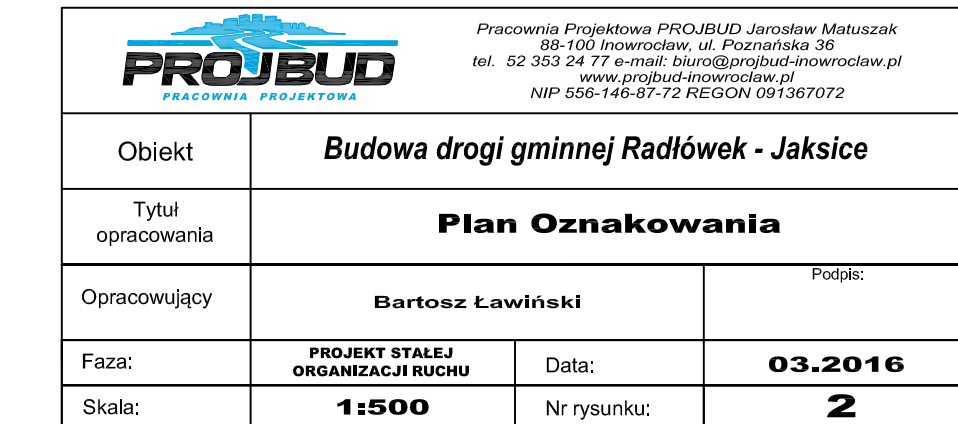 PROJBUD
PRACOWNIA PROJEKTOWA
Pracownia Projektowa PROJBUD Jarosław Matuszak
88-100 Inowrocław, ul. Poznańska 36
tel. 52 353 24 77 e-mail: biuro@projbud-inowroclaw.pl
www.projbud-inowroclaw.pl
NIP 556-146-87-72 REGON 091367072
Obiekt
Budowa drogi gminnej Radłówek - Jaksice
Tytuł
opracowania
Plan Oznakowania
Opracowujący
Bartosz Ławiński
Podpis:
Faza:
PROJEKT STAŁEJ
ORGANIZACJI RUCHU
Data:
03.2016
Skala:
1:500
Nr rysunku:
2